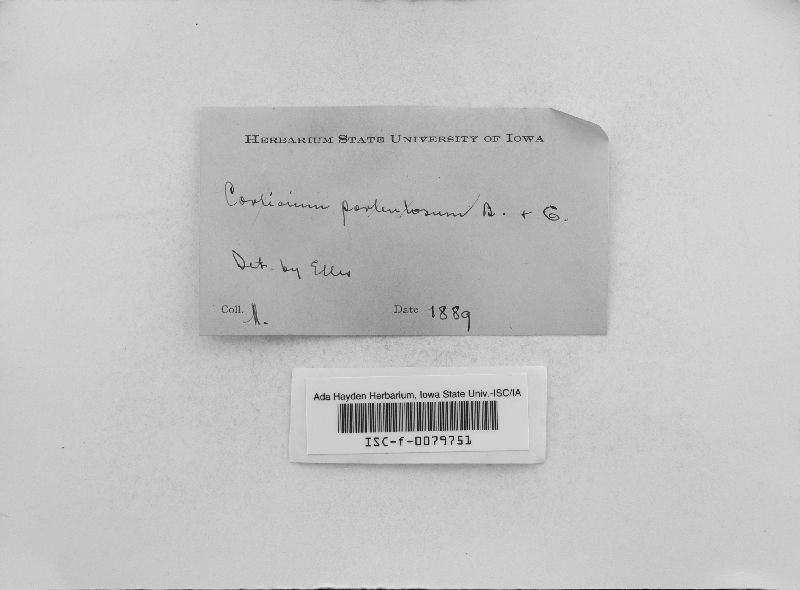 HERBARIUM STATE UNIVERSITY OF IOWA
Corticium portentosum B. + C.
Det. by Ellis
Coll. M.
Date 1889
Ada Hayden Herbarium, Iowa State Univ.-ISC/IA
ISC-f-0079751